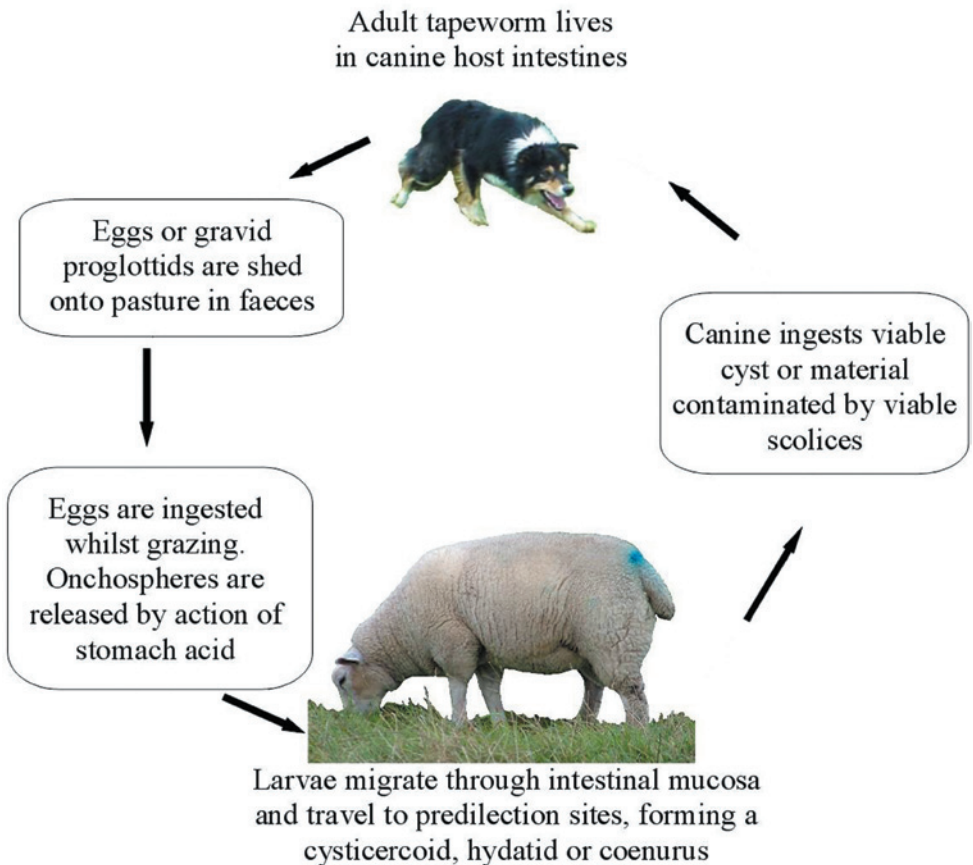 Adult tapeworm lives
in canine host intestines
Eggs or gravid
proglottids are shed
onto pasture in faeces
Eggs are ingested
whilst grazing.
Onchospheres are
released by action of
stomach acid
Larvae migrate through intestinal mucosa
and travel to predilection sites, forming a
cysticercoid, hydatid or coenurus
Canine ingests viable
cyst or material
contaminated by viable
scolices